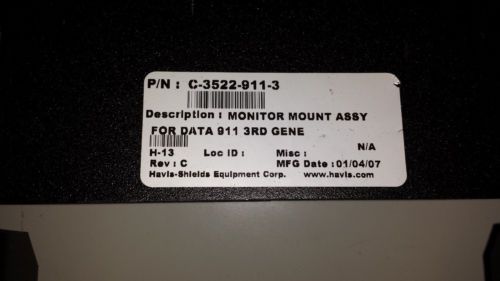 P/N : C-3522-911-3
Description : MONITOR MOUNT ASSY
FOR DATA 911 3RD GENE
N/A
H-13 Loc ID : Misc :
Rev : C MFG Date : 01/04/07
Havis-Shields Equipment Corp. www.havis.com